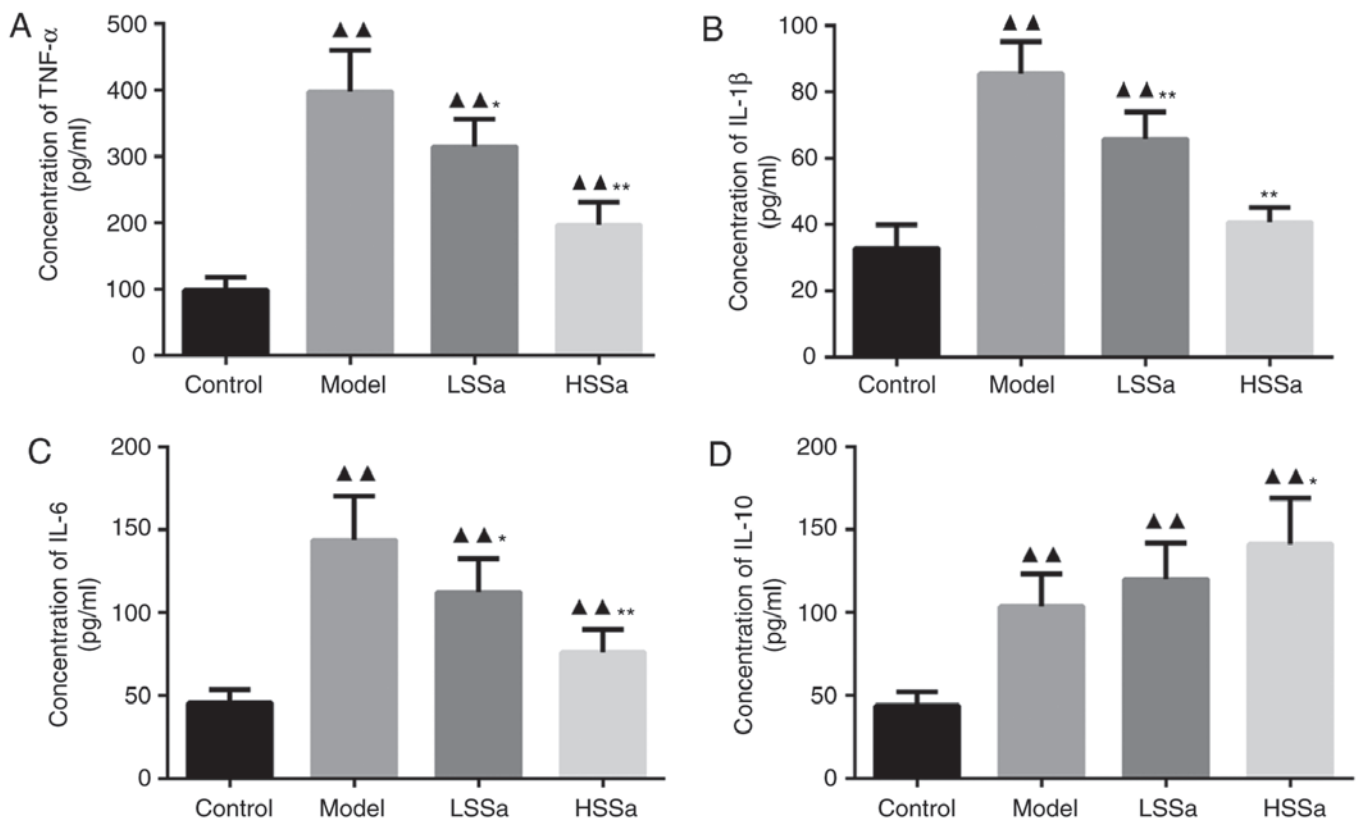 A
Concentration of TNF-α
(pg/ml)
500
400
300
200
100
0
▲▲
▲▲*
▲▲**
Control Model LSSa HSSa
B
Concentration of IL-1β
(pg/ml)
100
80
60
40
20
0
▲▲
▲▲**
**
Control Model LSSa HSSa
C
Concentration of IL-6
(pg/ml)
200
150
100
50
0
▲▲
▲▲*
▲▲**
Control Model LSSa HSSa
D
Concentration of IL-10
(pg/ml)
200
150
100
50
0
▲▲
▲▲
▲▲*
Control Model LSSa HSSa